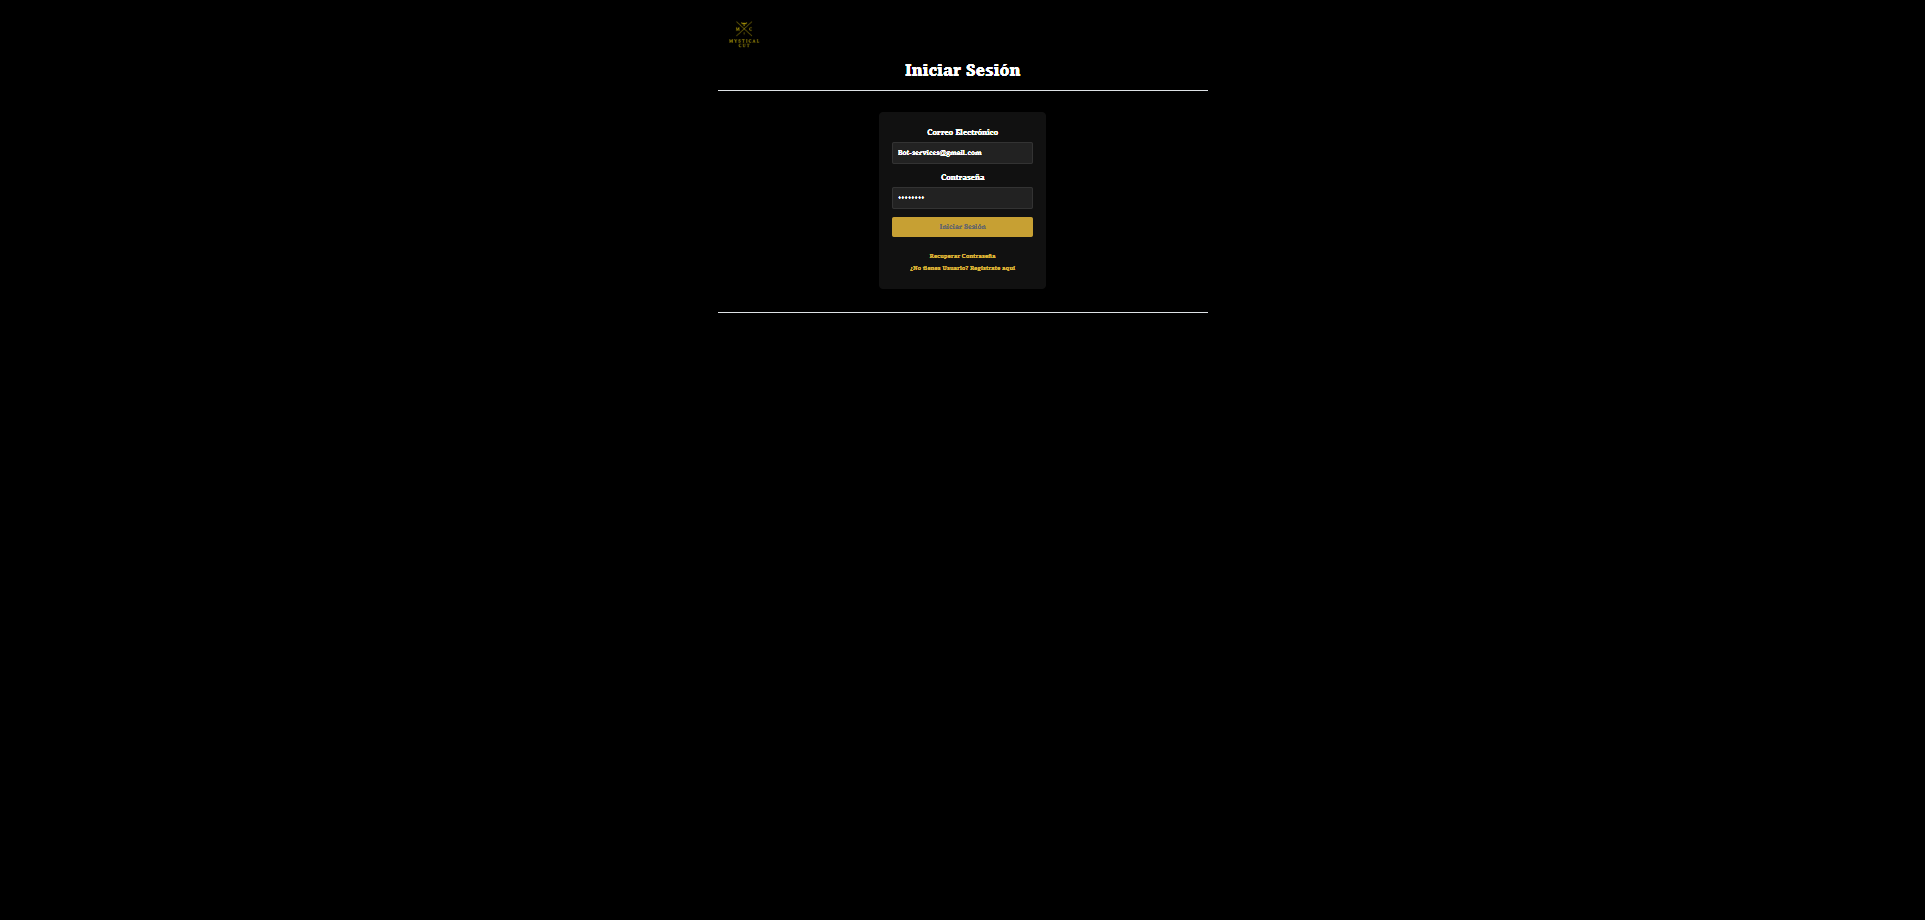 M C
MYSTICAL
CUT
Iniciar Sesión
Correo Electrónico
Bot-services@gmail.com
Contraseña
Iniciar Sesión
Recuperar Contraseña
¿No tienes Usuario? Registrate aquí